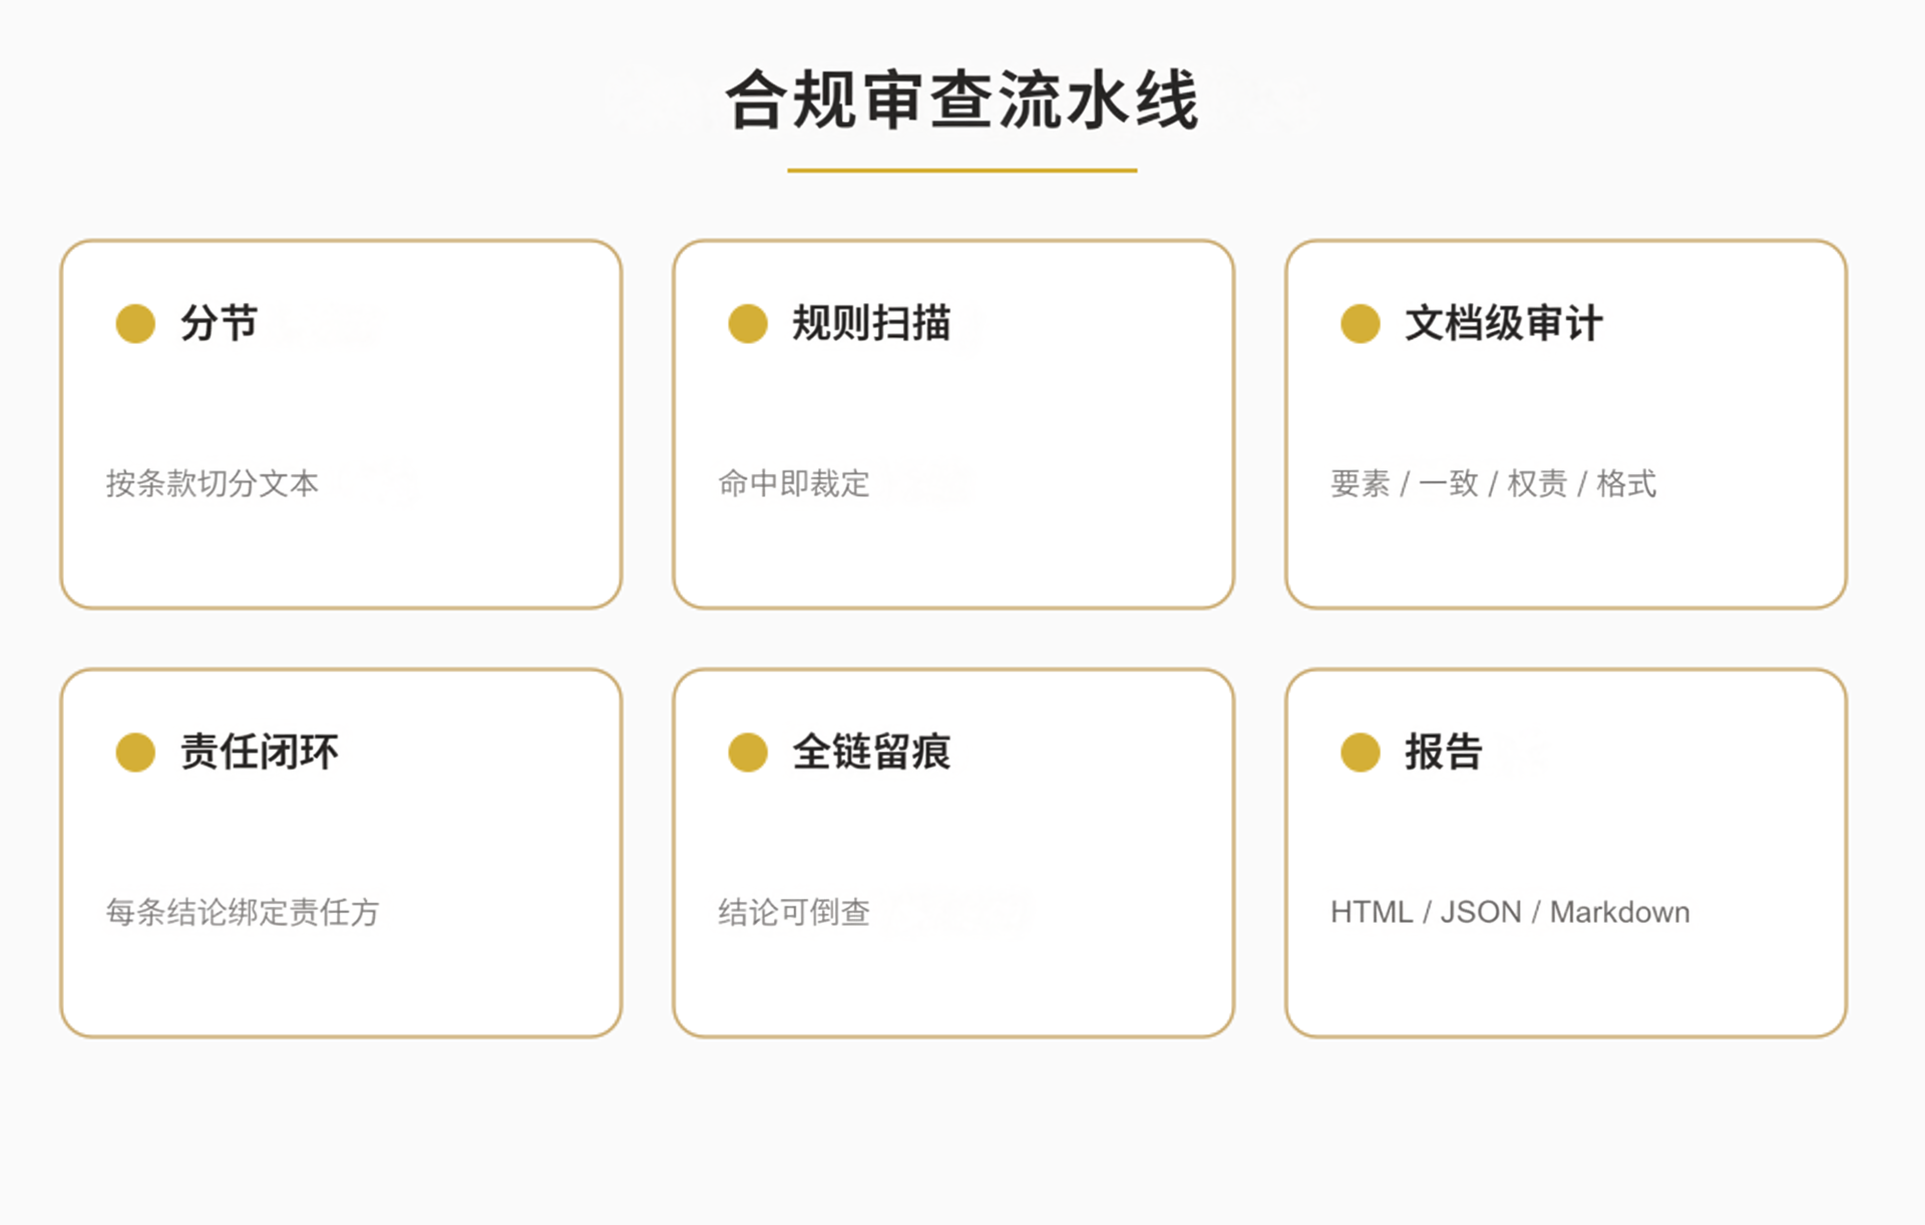 合规审查流水线
分节
按条款切分文本
规则扫描
命中即裁定
文档级审计
要素 / 一致 / 权责 / 格式
责任闭环
每条结论绑定责任方
全链留痕
结论可倒查
报告
HTML / JSON / Markdown